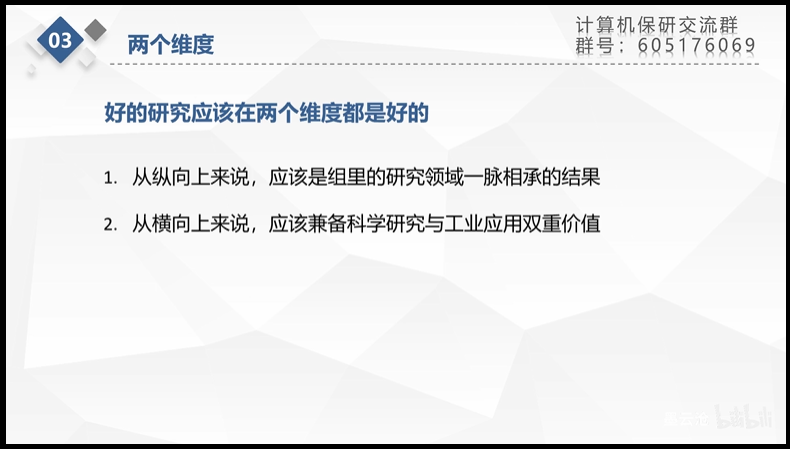 计算机保研交流群
群号：605176069
03
两个维度
好的研究应该在两个维度都是好的
1. 从纵向上来说，应该是组里的研究领域一脉相承的结果
2. 从横向上来说，应该兼备科学研究与工业应用双重价值
bilibili